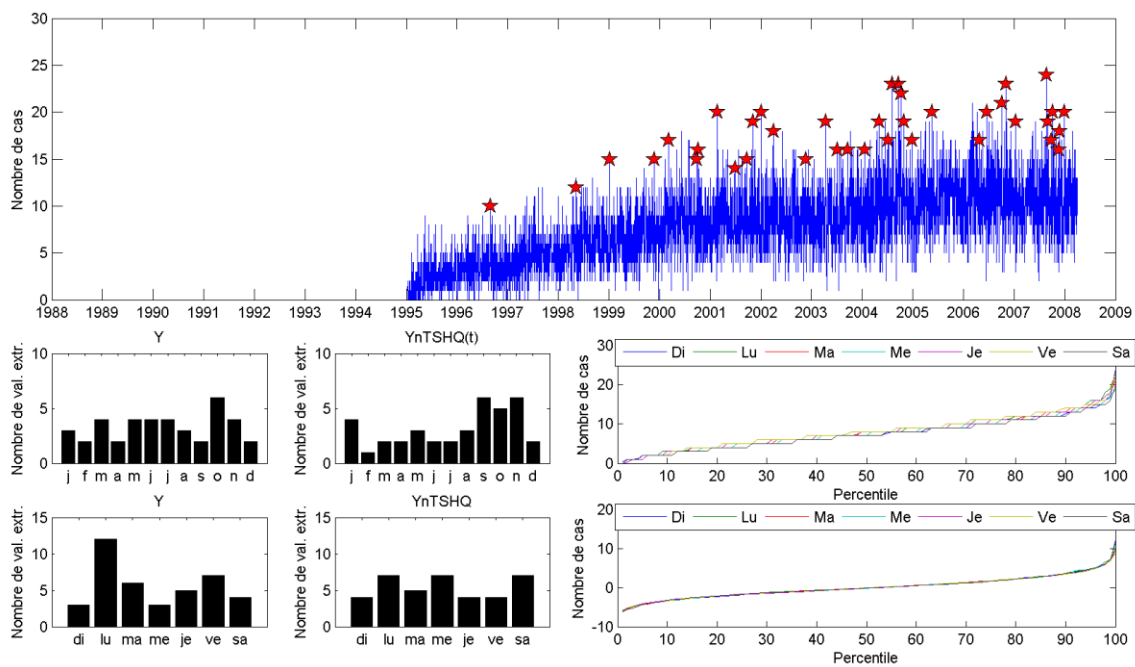 Nombre de cas
30
25
20
15
10
5
0
1988 1989 1990 1991 1992 1993 1994 1995 1996 1997 1998 1999 2000 2001 2002 2003 2004 2005 2006 2007 2008 2009
Y
Nombre de val. extr.
10
5
0
j f m a m j j a s o n d
YnTSHQ(t)
Nombre de val. extr.
10
5
0
j f m a m j j a s o n d
Di Lu Ma Me Je Ve Sa
Nombre de cas
30
20
10
0
0 10 20 30 40 50 60 70 80 90 100
Percentile
Y
Nombre de val. extr.
15
10
5
0
di lu ma me je ve sa
YnTSHQ
Nombre de val. extr.
15
10
5
0
di lu ma me je ve sa
Di Lu Ma Me Je Ve Sa
Nombre de cas
20
10
0
-10
0 10 20 30 40 50 60 70 80 90 100
Percentile